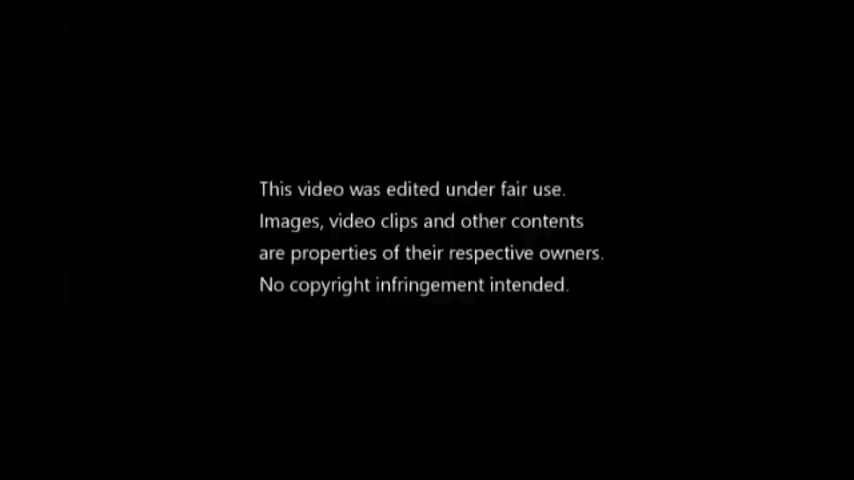 This video was edited under fair use.
Images, video clips and other contents
are properties of their respective owners.
No copyright infringement intended.